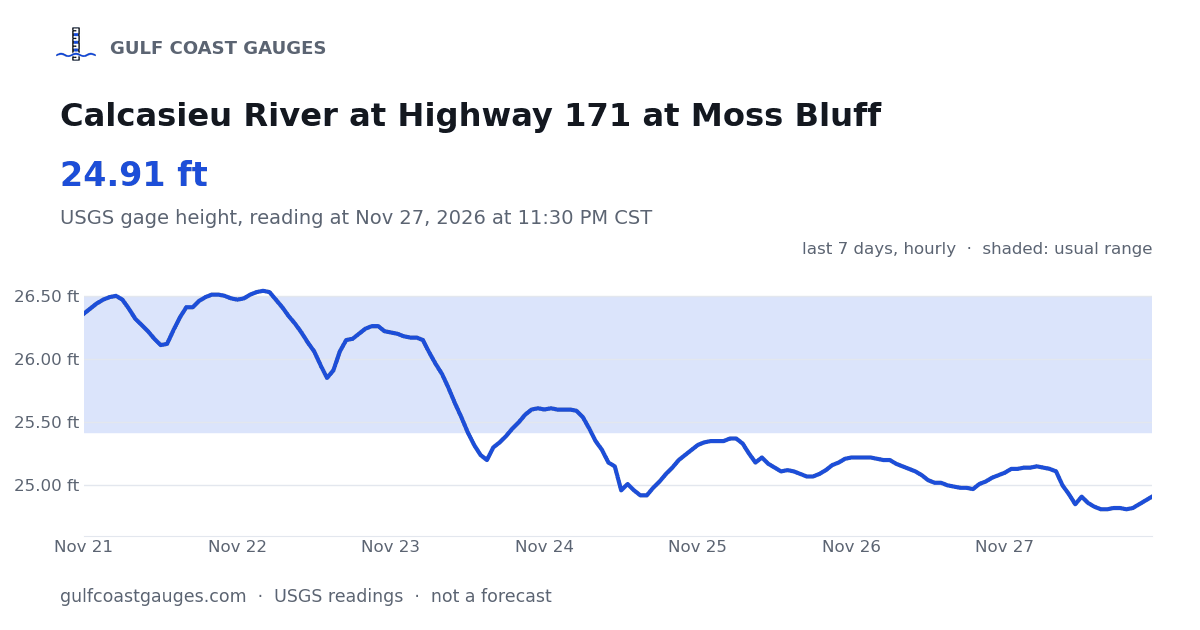 GULF COAST GAUGES
Calcasieu River at Highway 171 at Moss Bluff
24.91 ft
USGS gage height, reading at Nov 27, 2026 at 11:30 PM CST
last 7 days, hourly · shaded: usual range
26.50 ft
26.00 ft
25.50 ft
25.00 ft
Nov 21 Nov 22 Nov 23 Nov 24 Nov 25 Nov 26 Nov 27
gulfcoastgauges.com · USGS readings · not a forecast